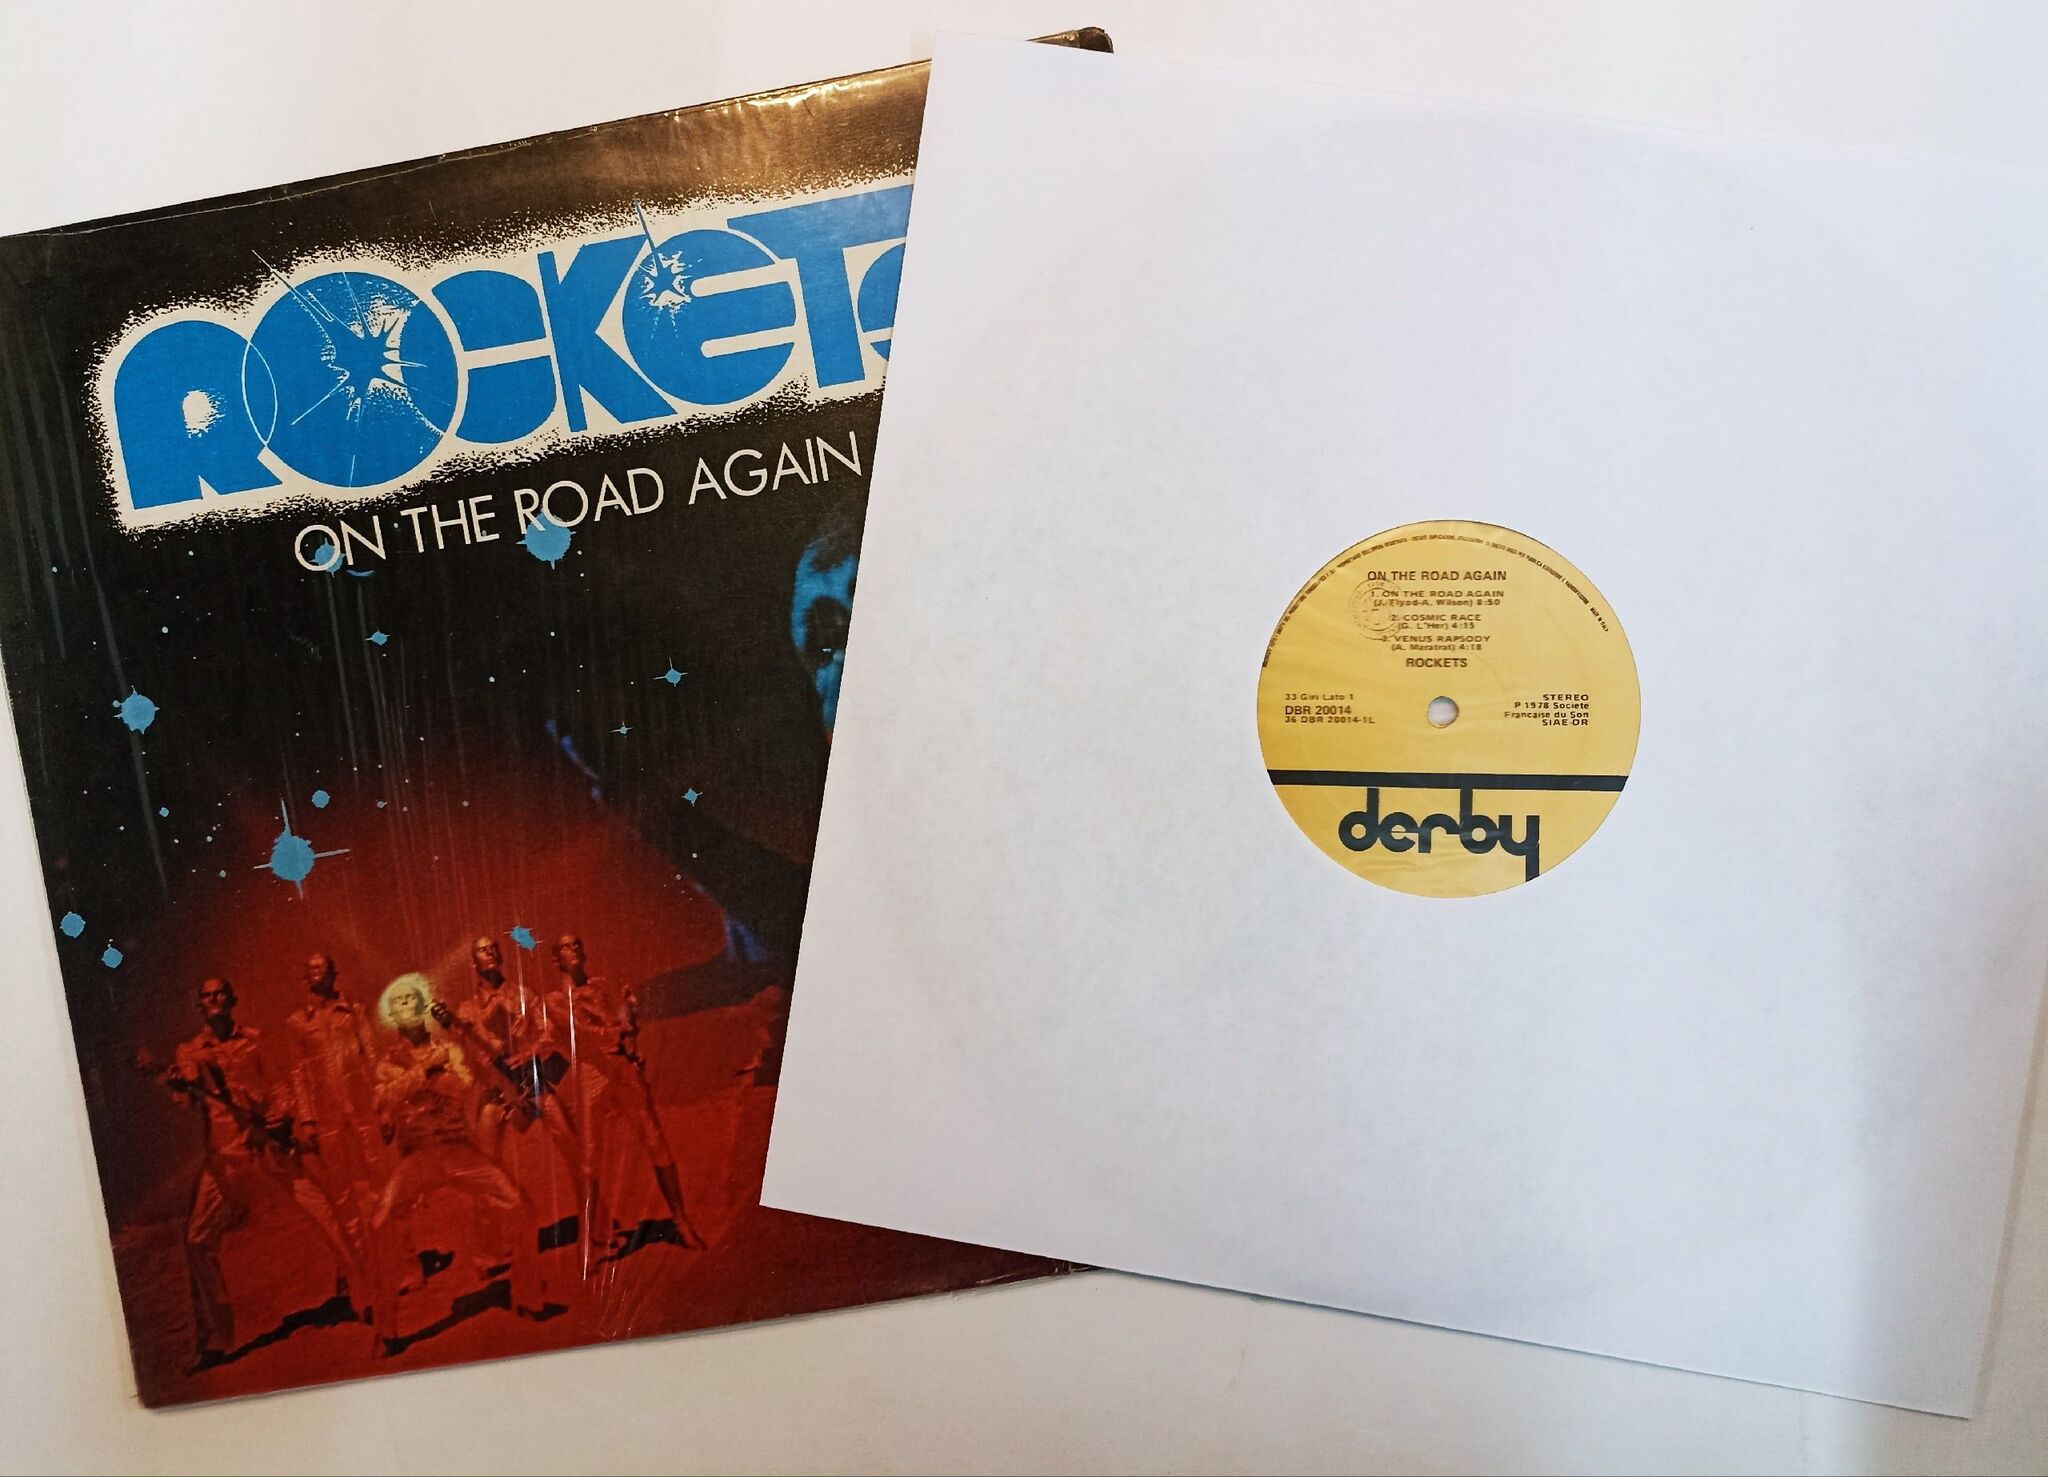 ROCKETS
ON THE ROAD AGAIN
ON THE ROAD AGAIN
1. ON THE ROAD AGAIN
(J. Flyod-A. Wilson) 8:50
2. COSMIC RACE
(G. L'Her) 4:15
3. VENUS RAPSODY
(A. Maratrat) 4:18
ROCKETS
33 Giri Lato 1
DBR 20014
36 DBR 20014-1L
STEREO
P 1978 Societe
Francaise du Son
SIAE-DR
derby